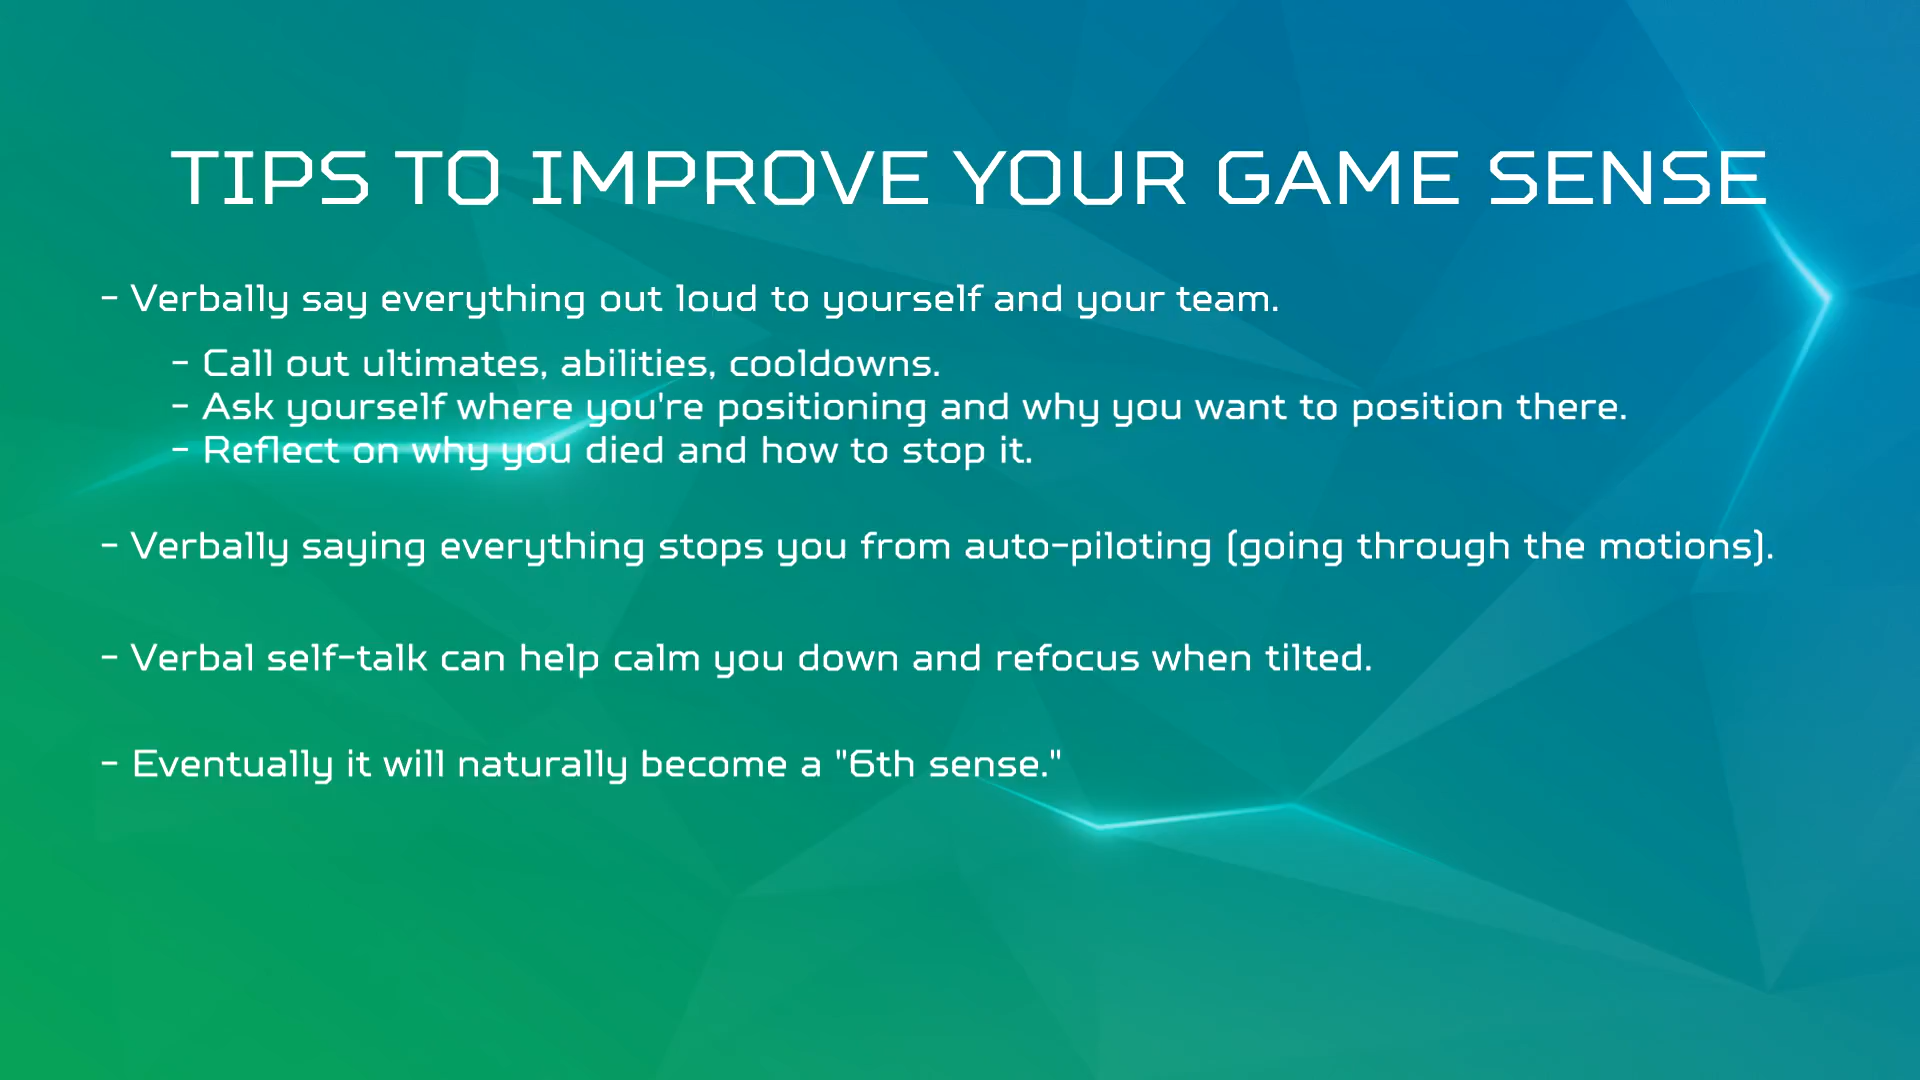 TIPS TO IMPROVE YOUR GAME SENSE
- Verbally say everything out loud to yourself and your team.
- Call out ultimates, abilities, cooldowns.
- Ask yourself where you're positioning and why you want to position there.
- Reflect on why you died and how to stop it.
- Verbally saying everything stops you from auto-piloting (going through the motions).
- Verbal self-talk can help calm you down and refocus when tilted.
- Eventually it will naturally become a "6th sense."